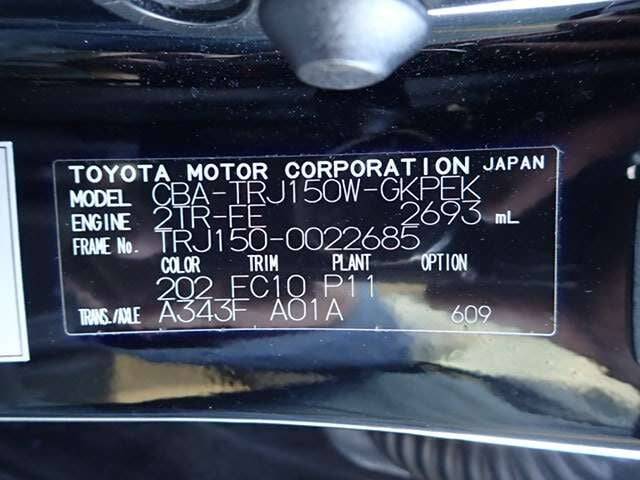 TOYOTA MOTOR CORPORATION JAPAN
MODEL CBA-TRJ150W-GKPEK
ENGINE 2TR-FE 2693 mL
FRAME No. TRJ150-0022685
COLOR TRIM PLANT OPTION
202 FC10 P11
TRANS./AXLE A343F A01A 609